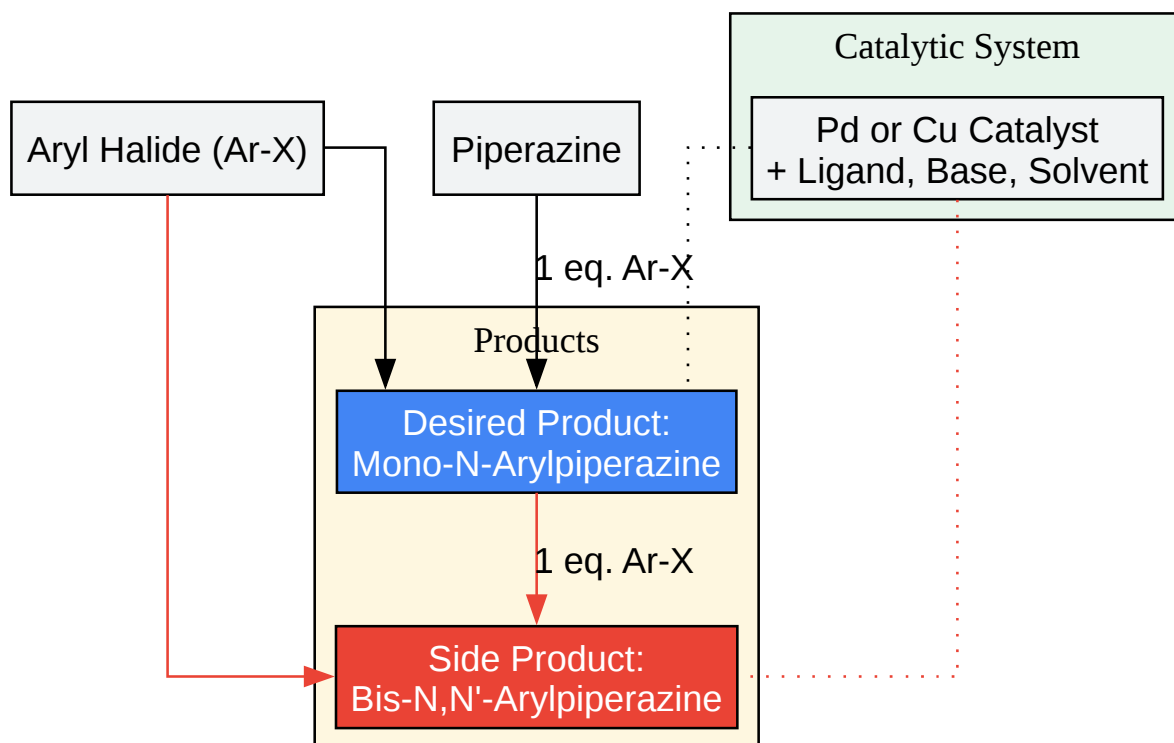 Catalytic System
Aryl Halide (Ar-X)
Piperazine
Pd or Cu Catalyst
+ Ligand, Base, Solvent
1 eq. Ar-X
Products
Desired Product:
Mono-N-Arylpiperazine
1 eq. Ar-X
Side Product:
Bis-N,N'-Arylpiperazine